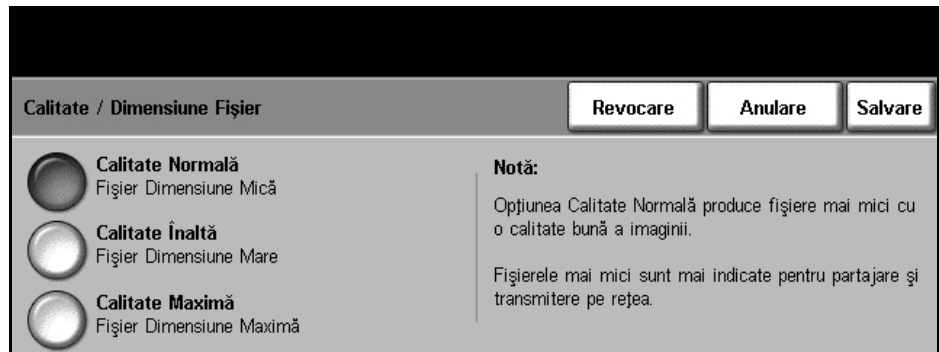 Calitate / Dimensiune Fişier
Revocare
Anulare
Salvare
Calitate Normală
Fişier Dimensiune Mică
Calitate Înaltă
Fişier Dimensiune Mare
Calitate Maximă
Fişier Dimensiune Maximă
Notă:
Opţiunea Calitate Normală produce fişiere mai mici cu
o calitate bună a imaginii.
Fişierele mai mici sunt mai indicate pentru partajare şi
transmitere pe reţea.